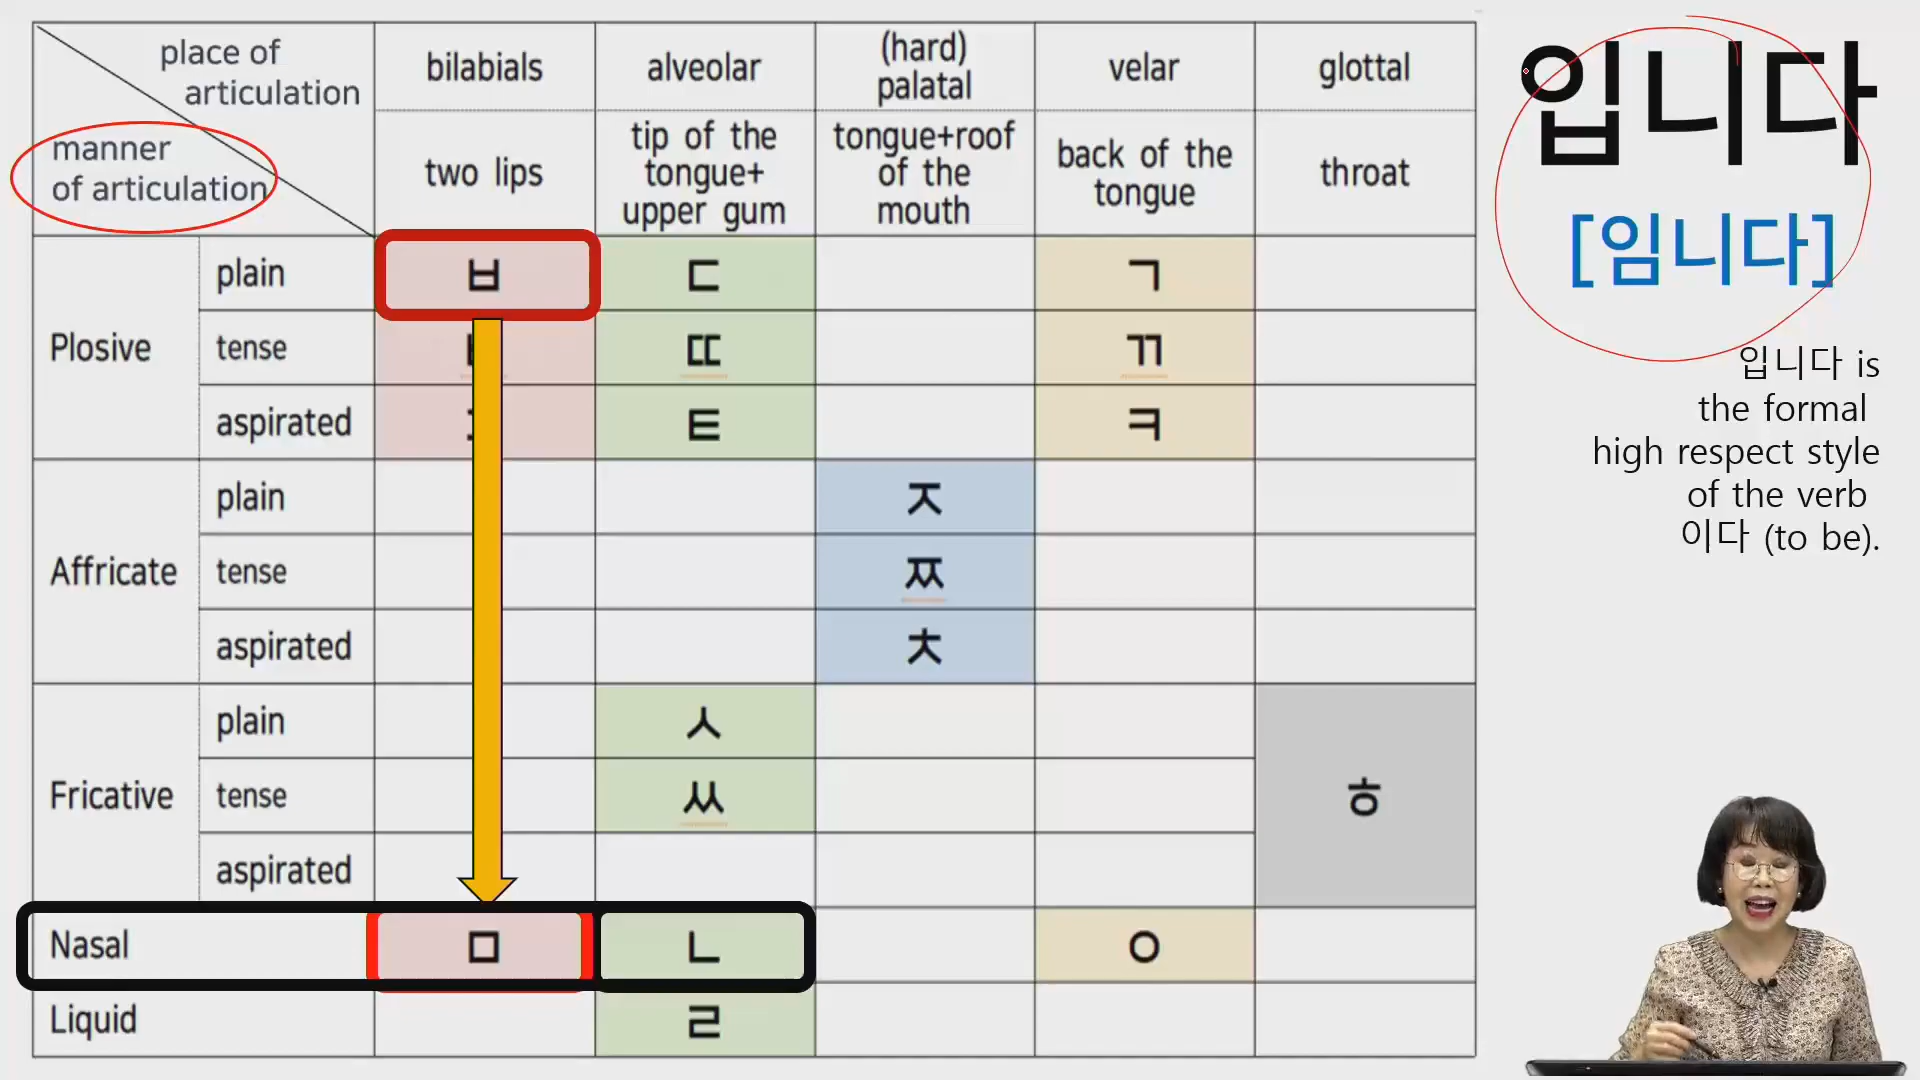 place of
articulation
manner
of articulation
bilabials
alveolar
(hard)
palatal
velar
glottal
two lips
tip of the
tongue+
upper gum
tongue+roof
of the
mouth
back of the
tongue
throat
Plosive
plain
ㅂ
ㄷ
ㄱ
tense
ㄸ
ㄲ
aspirated
ㅌ
ㅋ
Affricate
plain
ㅈ
tense
ㅉ
aspirated
ㅊ
Fricative
plain
ㅅ
tense
ㅆ
ㅎ
aspirated
Nasal
ㅁ
ㄴ
ㅇ
Liquid
ㄹ
입니다
[임니다]
입니다 is
the formal
high respect style
of the verb
이다 (to be).